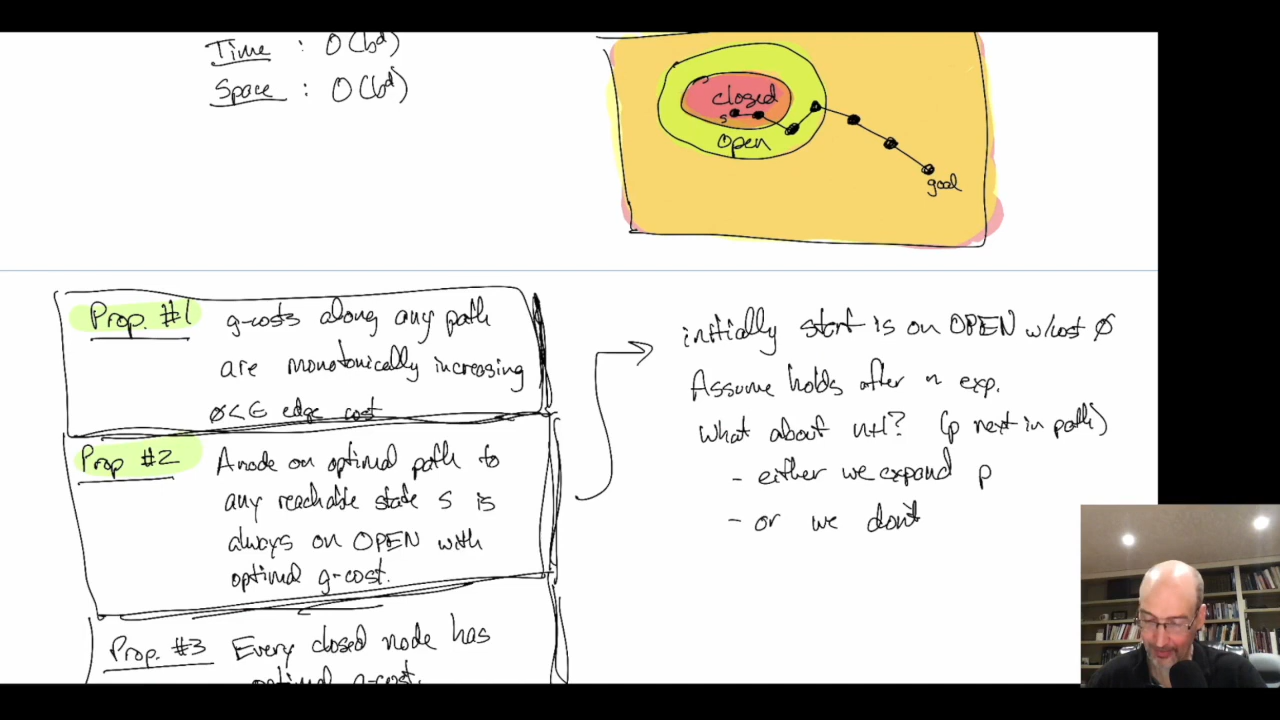 Time : O(b^d)
Space : O(b^d)
closed
s
open
goal
Prop. #1 g-costs along any path
are monotonically increasing
0 < ε edge cost
Prop #2 A node on optimal path to
any reachable state s is
always on OPEN with
optimal g-cost.
Prop. #3 Every closed node has
optimal g-cost.
initially start is on OPEN w/cost 0
Assume holds after n exp.
What about n+1? (p next in path)
- either we expand p
- or we don't